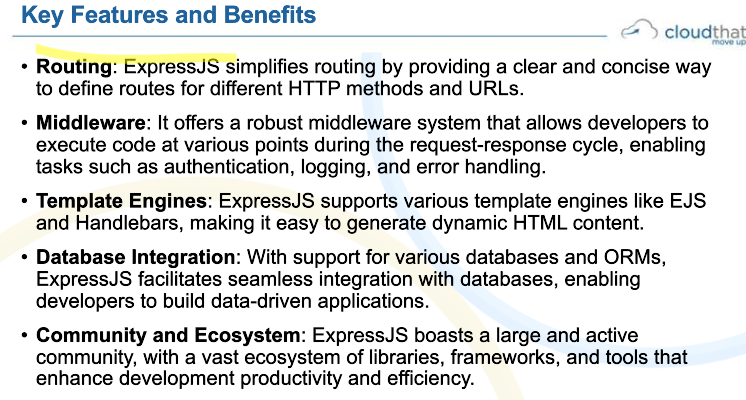 Key Features and Benefits
cloudthat
move up
• Routing: ExpressJS simplifies routing by providing a clear and concise way
to define routes for different HTTP methods and URLs.
• Middleware: It offers a robust middleware system that allows developers to
execute code at various points during the request-response cycle, enabling
tasks such as authentication, logging, and error handling.
• Template Engines: ExpressJS supports various template engines like EJS
and Handlebars, making it easy to generate dynamic HTML content.
• Database Integration: With support for various databases and ORMs,
ExpressJS facilitates seamless integration with databases, enabling
developers to build data-driven applications.
• Community and Ecosystem: ExpressJS boasts a large and active
community, with a vast ecosystem of libraries, frameworks, and tools that
enhance development productivity and efficiency.